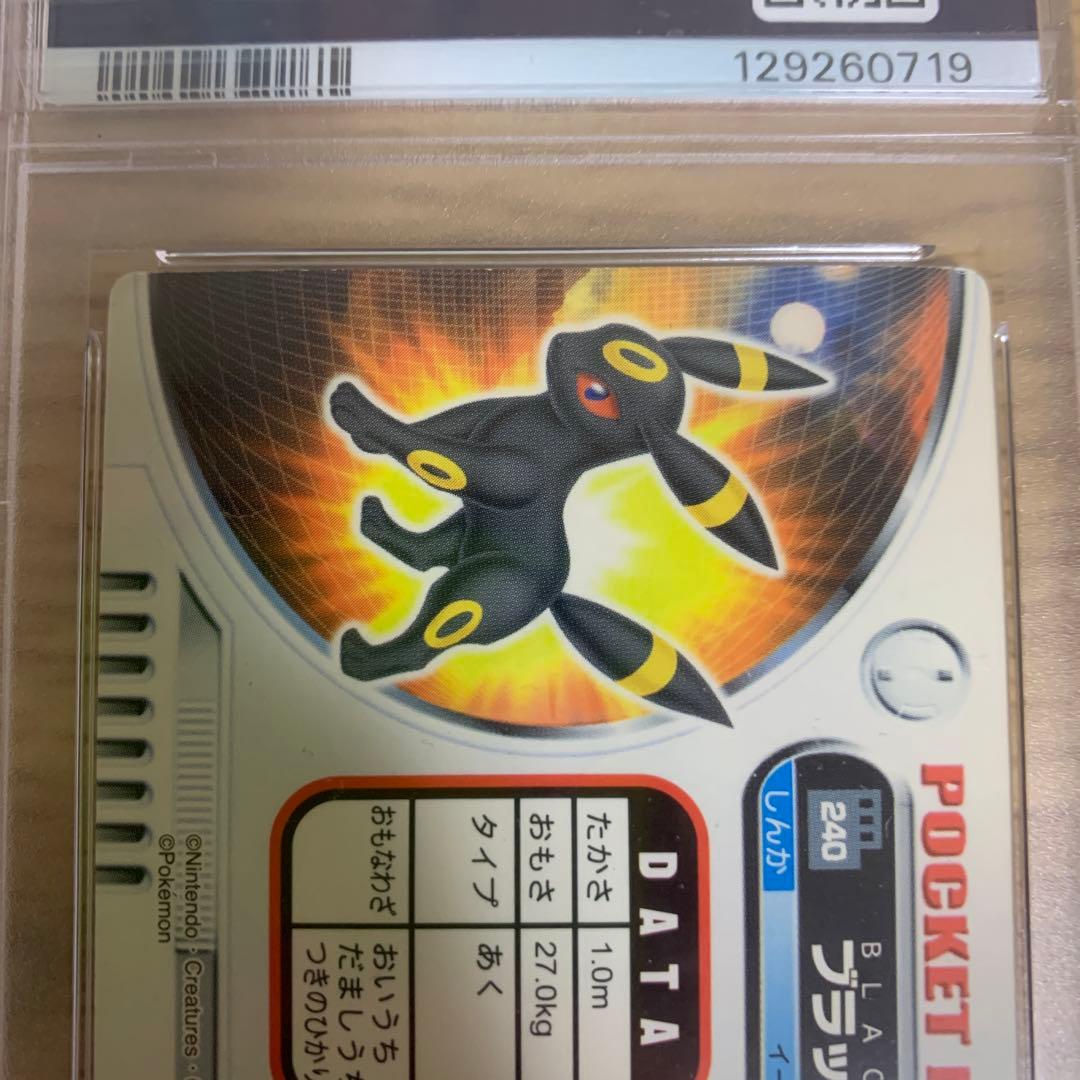 129260719
POCKET
240
BLAC
ブラッ
しんか
イー
DATA
たかさ 1.0m
おもさ 27.0kg
タイプ あく
おもなわざ おいうち
だましう
つきのひかり
©Nintendo・Creatures・
©Pokémon